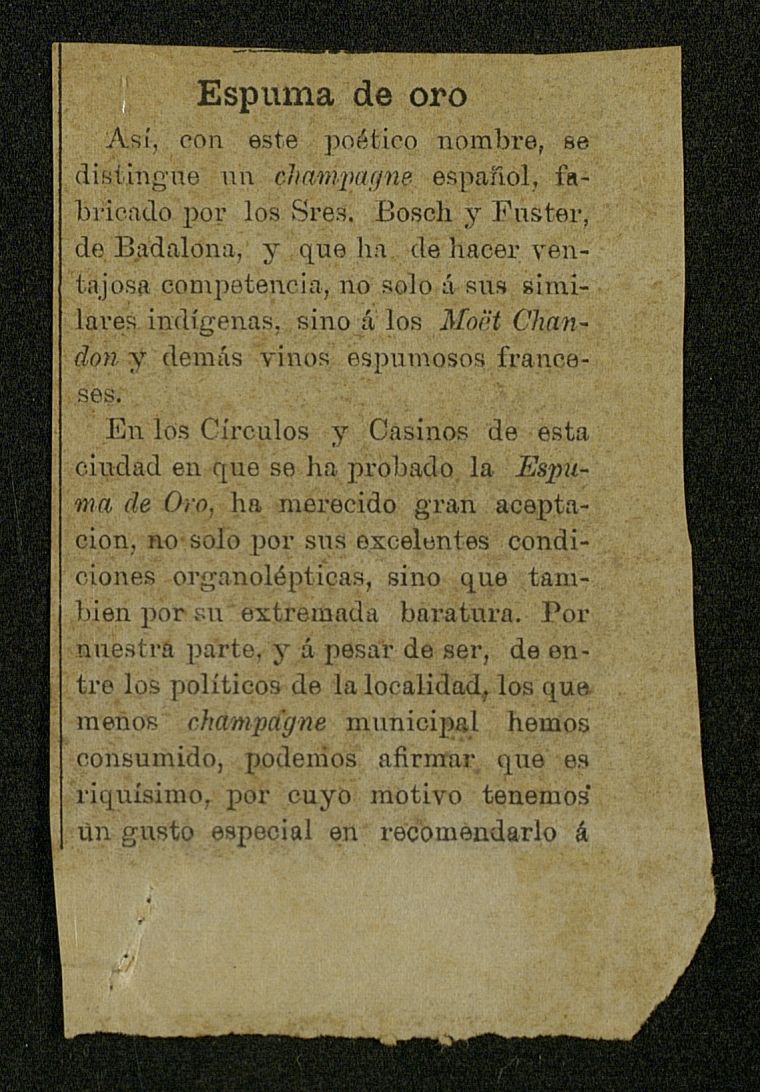 Espuma de oro
Así, con este poético nombre, se
distingue un champagne español, fa-
bricado por los Sres. Bosch y Fuster,
de Badalona, y que ha de hacer ven-
tajosa competencia, no solo á sus simi-
lares indígenas, sino á los Moët Chan-
don y demás vinos espumosos france-
ses.
En los Círculos y Casinos de esta
ciudad en que se ha probado la Espu-
ma de Oro, ha merecido gran acepta-
cion, no solo por sus excelentes condi-
ciones organolépticas, sino que tam-
bien por su extremada baratura. Por
nuestra parte, y á pesar de ser, de en-
tre los políticos de la localidad, los que
menos champagne municipal hemos
consumido, podemos afirmar que es
riquísimo, por cuyo motivo tenemos
un gusto especial en recomendarlo á